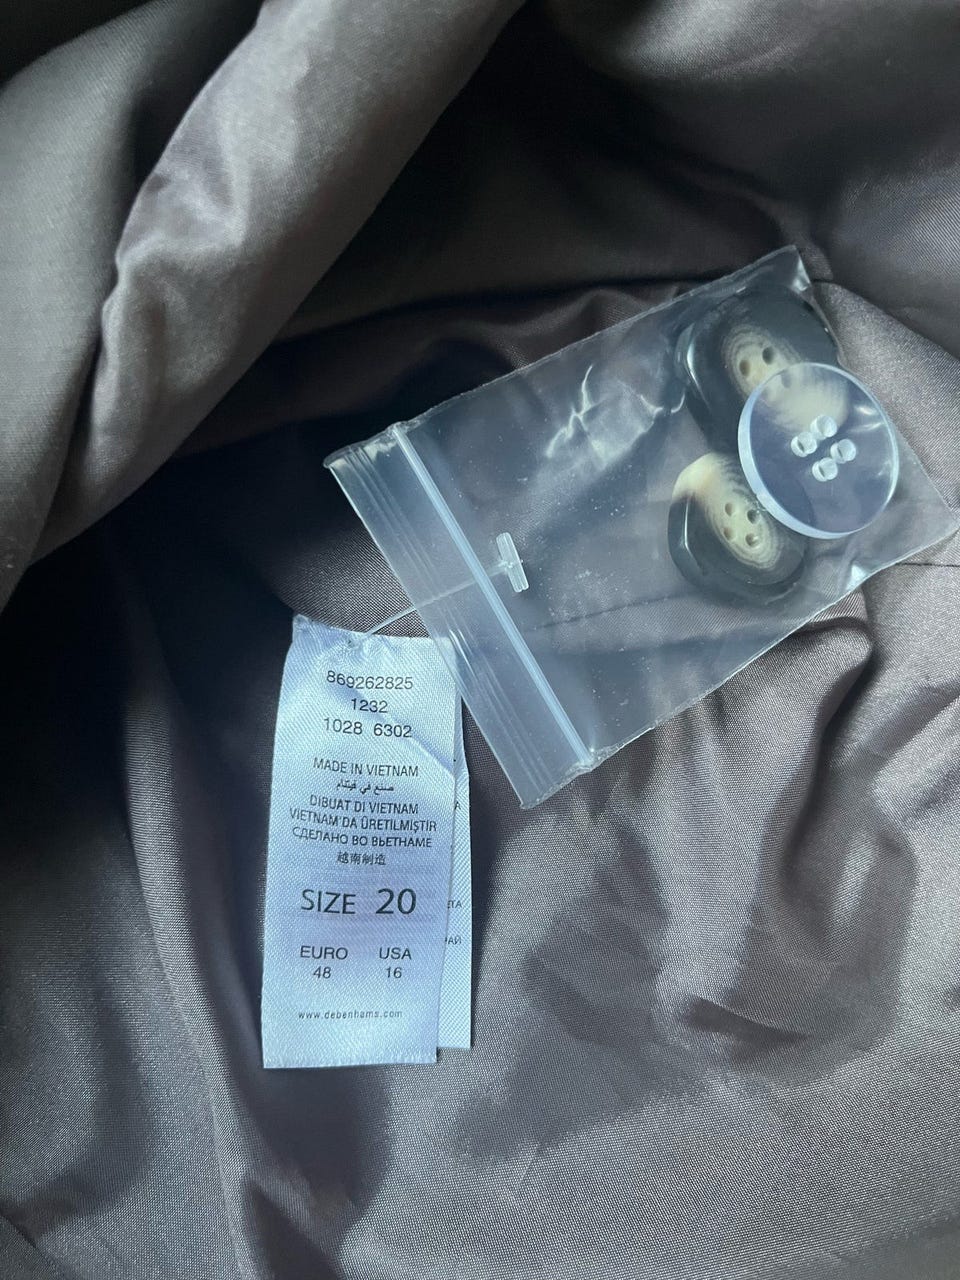 869262825
1232
1028 6302
MADE IN VIETNAM
صنع في فيتنام
DIBUAT DI VIETNAM
VIETNAM'DA ÜRETILMIŞTIR
СДЕЛАНО ВО ВЬЕТНАМЕ
越南制造
SIZE 20
EURO USA
48 16
www.debenhams.com